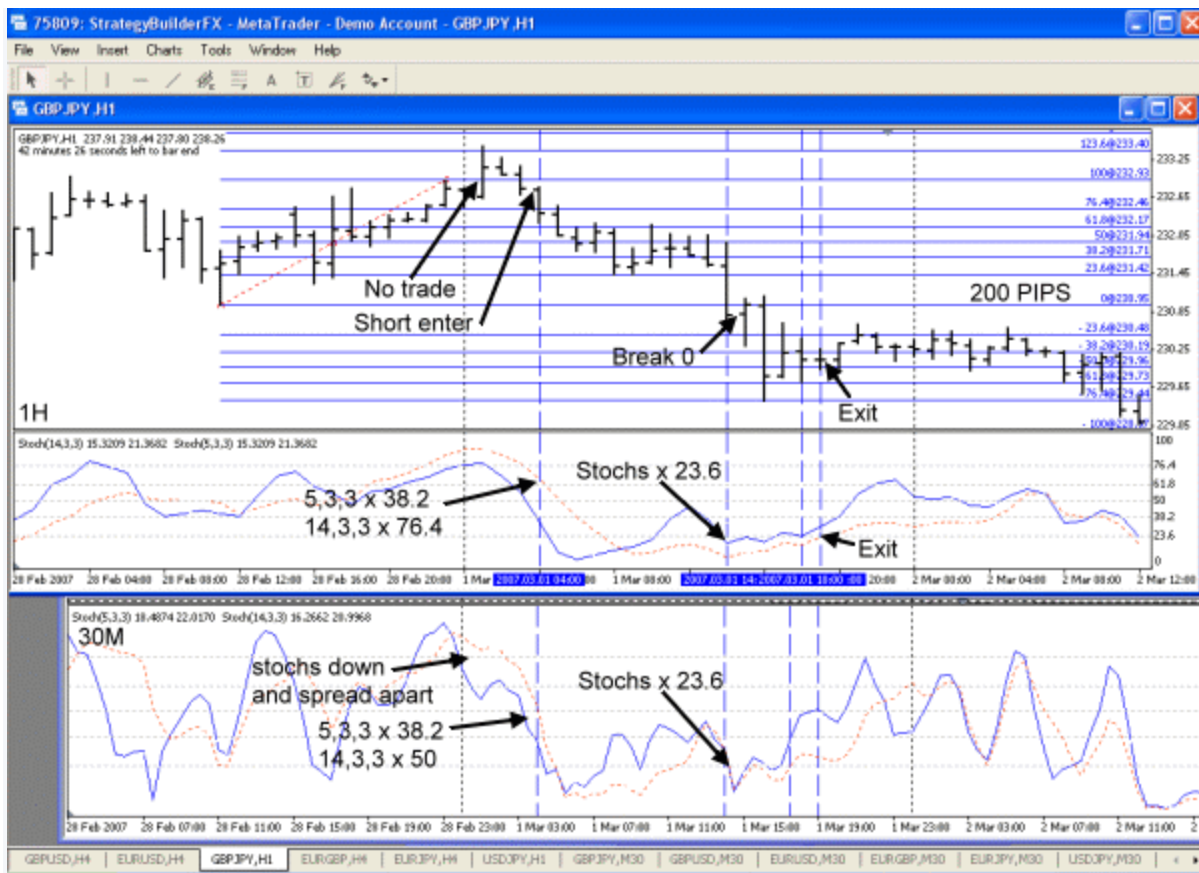 75809: StrategyBuilderFX - MetaTrader - Demo Account - GBPJPY,H1
File View Insert Charts Tools Window Help
GBPJPY,H1
GBPJPY,H1 237.91 238.44 237.80 238.26
42 minutes 26 seconds left to bar end
123.6@233.40
233.25
100@232.93
232.65
76.4@232.46
61.8@232.17
50@231.94
38.2@231.71
23.6@231.42
231.45
No trade
200 PIPS
0@230.95
230.85
Short enter
- 23.6@230.48
Break 0
- 38.2@230.19
230.25
229.65
1H
Exit
Stoch(14,3,3) 15.3209 21.3682 Stoch(5,3,3) 15.3209 21.3682
100
76.4
61.8
50
38.2
23.6
0
Stochs x 23.6
5,3,3 x 38.2
14,3,3 x 76.4
Exit
28 Feb 2007 28 Feb 04:00 28 Feb 08:00 28 Feb 12:00 28 Feb 16:00 28 Feb 20:00 1 Mar 2007.03.01 04:00 1 Mar 08:00 2007.03.01 14: 2007.03.01 18:00 20:00 2 Mar 00:00 2 Mar 04:00 2 Mar 08:00 2 Mar 12:00
Stoch(5,3,3) 18.4874 22.0170 Stoch(14,3,3) 16.2662 20.9968
30M
stochs down
and spread apart
Stochs x 23.6
5,3,3 x 38.2
14,3,3 x 50
28 Feb 2007 28 Feb 07:00 28 Feb 11:00 28 Feb 15:00 28 Feb 19:00 28 Feb 23:00 1 Mar 03:00 1 Mar 07:00 1 Mar 11:00 1 Mar 15:00 1 Mar 19:00 1 Mar 23:00 2 Mar 03:00 2 Mar 07:00 2 Mar 11:00
GBPUSD,H4 EURUSD,H4 GBPJPY,H1 EURGBP,H4 EURJPY,H4 USDJPY,H1 GBPJPY,M30 GBPUSD,M30 EURUSD,M30 EURGBP,M30 EURJPY,M30 USDJPY,M30